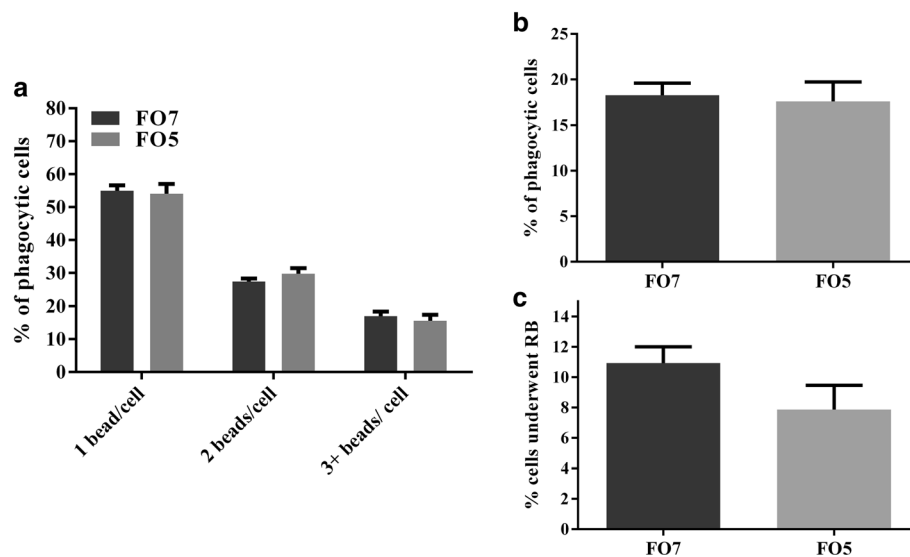 a
FO7
FO5
% of phagocytic cells
80
70
60
50
40
30
20
10
0
1 bead/cell
2 beads/cell
3+ beads/ cell
b
% of phagocytic cells
25
20
15
10
5
0
FO7
FO5
c
% cells underwent RB
14
12
10
8
6
4
2
0
FO7
FO5